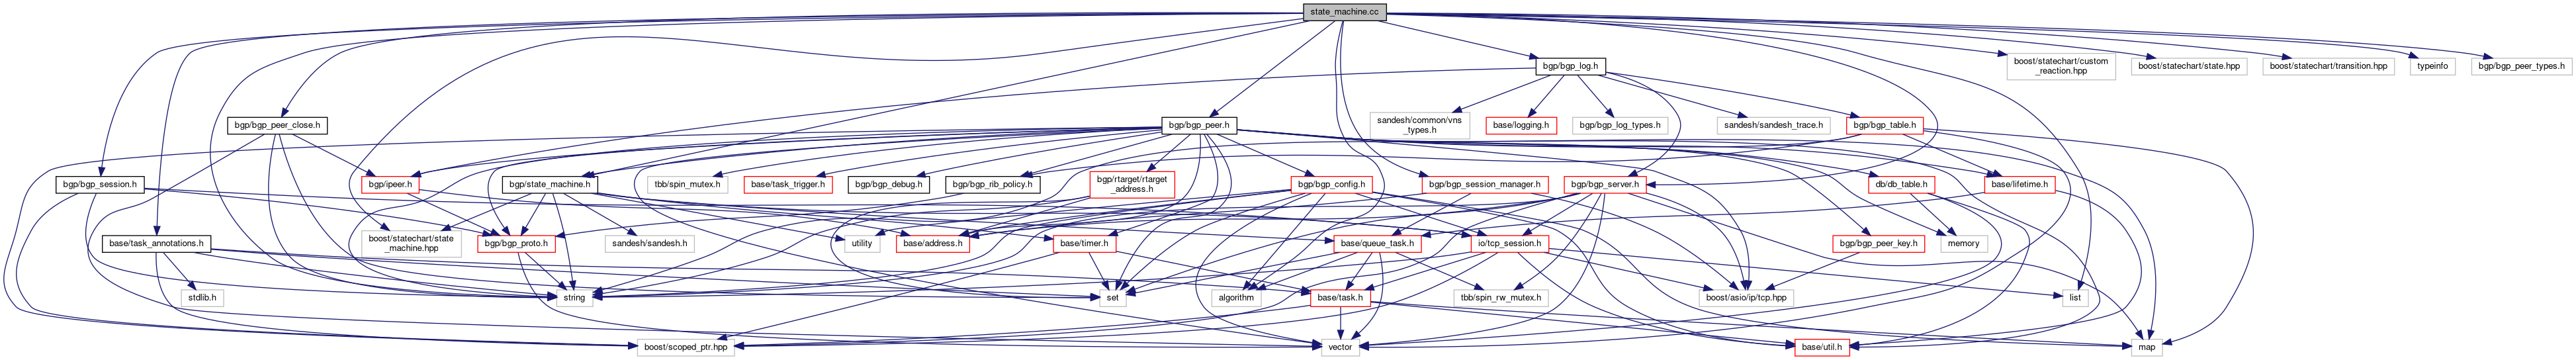 state_machine.cc
bgp/bgp_log.h
boost/statechart/custom
_reaction.hpp
boost/statechart/state.hpp
boost/statechart/transition.hpp
typeinfo
bgp/bgp_peer_types.h
bgp/bgp_peer_close.h
bgp/bgp_peer.h
sandesh/common/vns
_types.h
base/logging.h
bgp/bgp_log_types.h
sandesh/sandesh_trace.h
bgp/bgp_table.h
bgp/bgp_session.h
bgp/ipeer.h
bgp/state_machine.h
tbb/spin_mutex.h
base/task_trigger.h
bgp/bgp_debug.h
bgp/bgp_rib_policy.h
bgp/rtarget/rtarget
_address.h
bgp/bgp_config.h
bgp/bgp_session_manager.h
bgp/bgp_server.h
db/db_table.h
base/lifetime.h
base/task_annotations.h
boost/statechart/state
_machine.hpp
bgp/bgp_proto.h
sandesh/sandesh.h
utility
base/address.h
base/timer.h
base/queue_task.h
io/tcp_session.h
bgp/bgp_peer_key.h
memory
stdlib.h
string
set
algorithm
base/task.h
tbb/spin_rw_mutex.h
boost/asio/ip/tcp.hpp
list
boost/scoped_ptr.hpp
vector
base/util.h
map